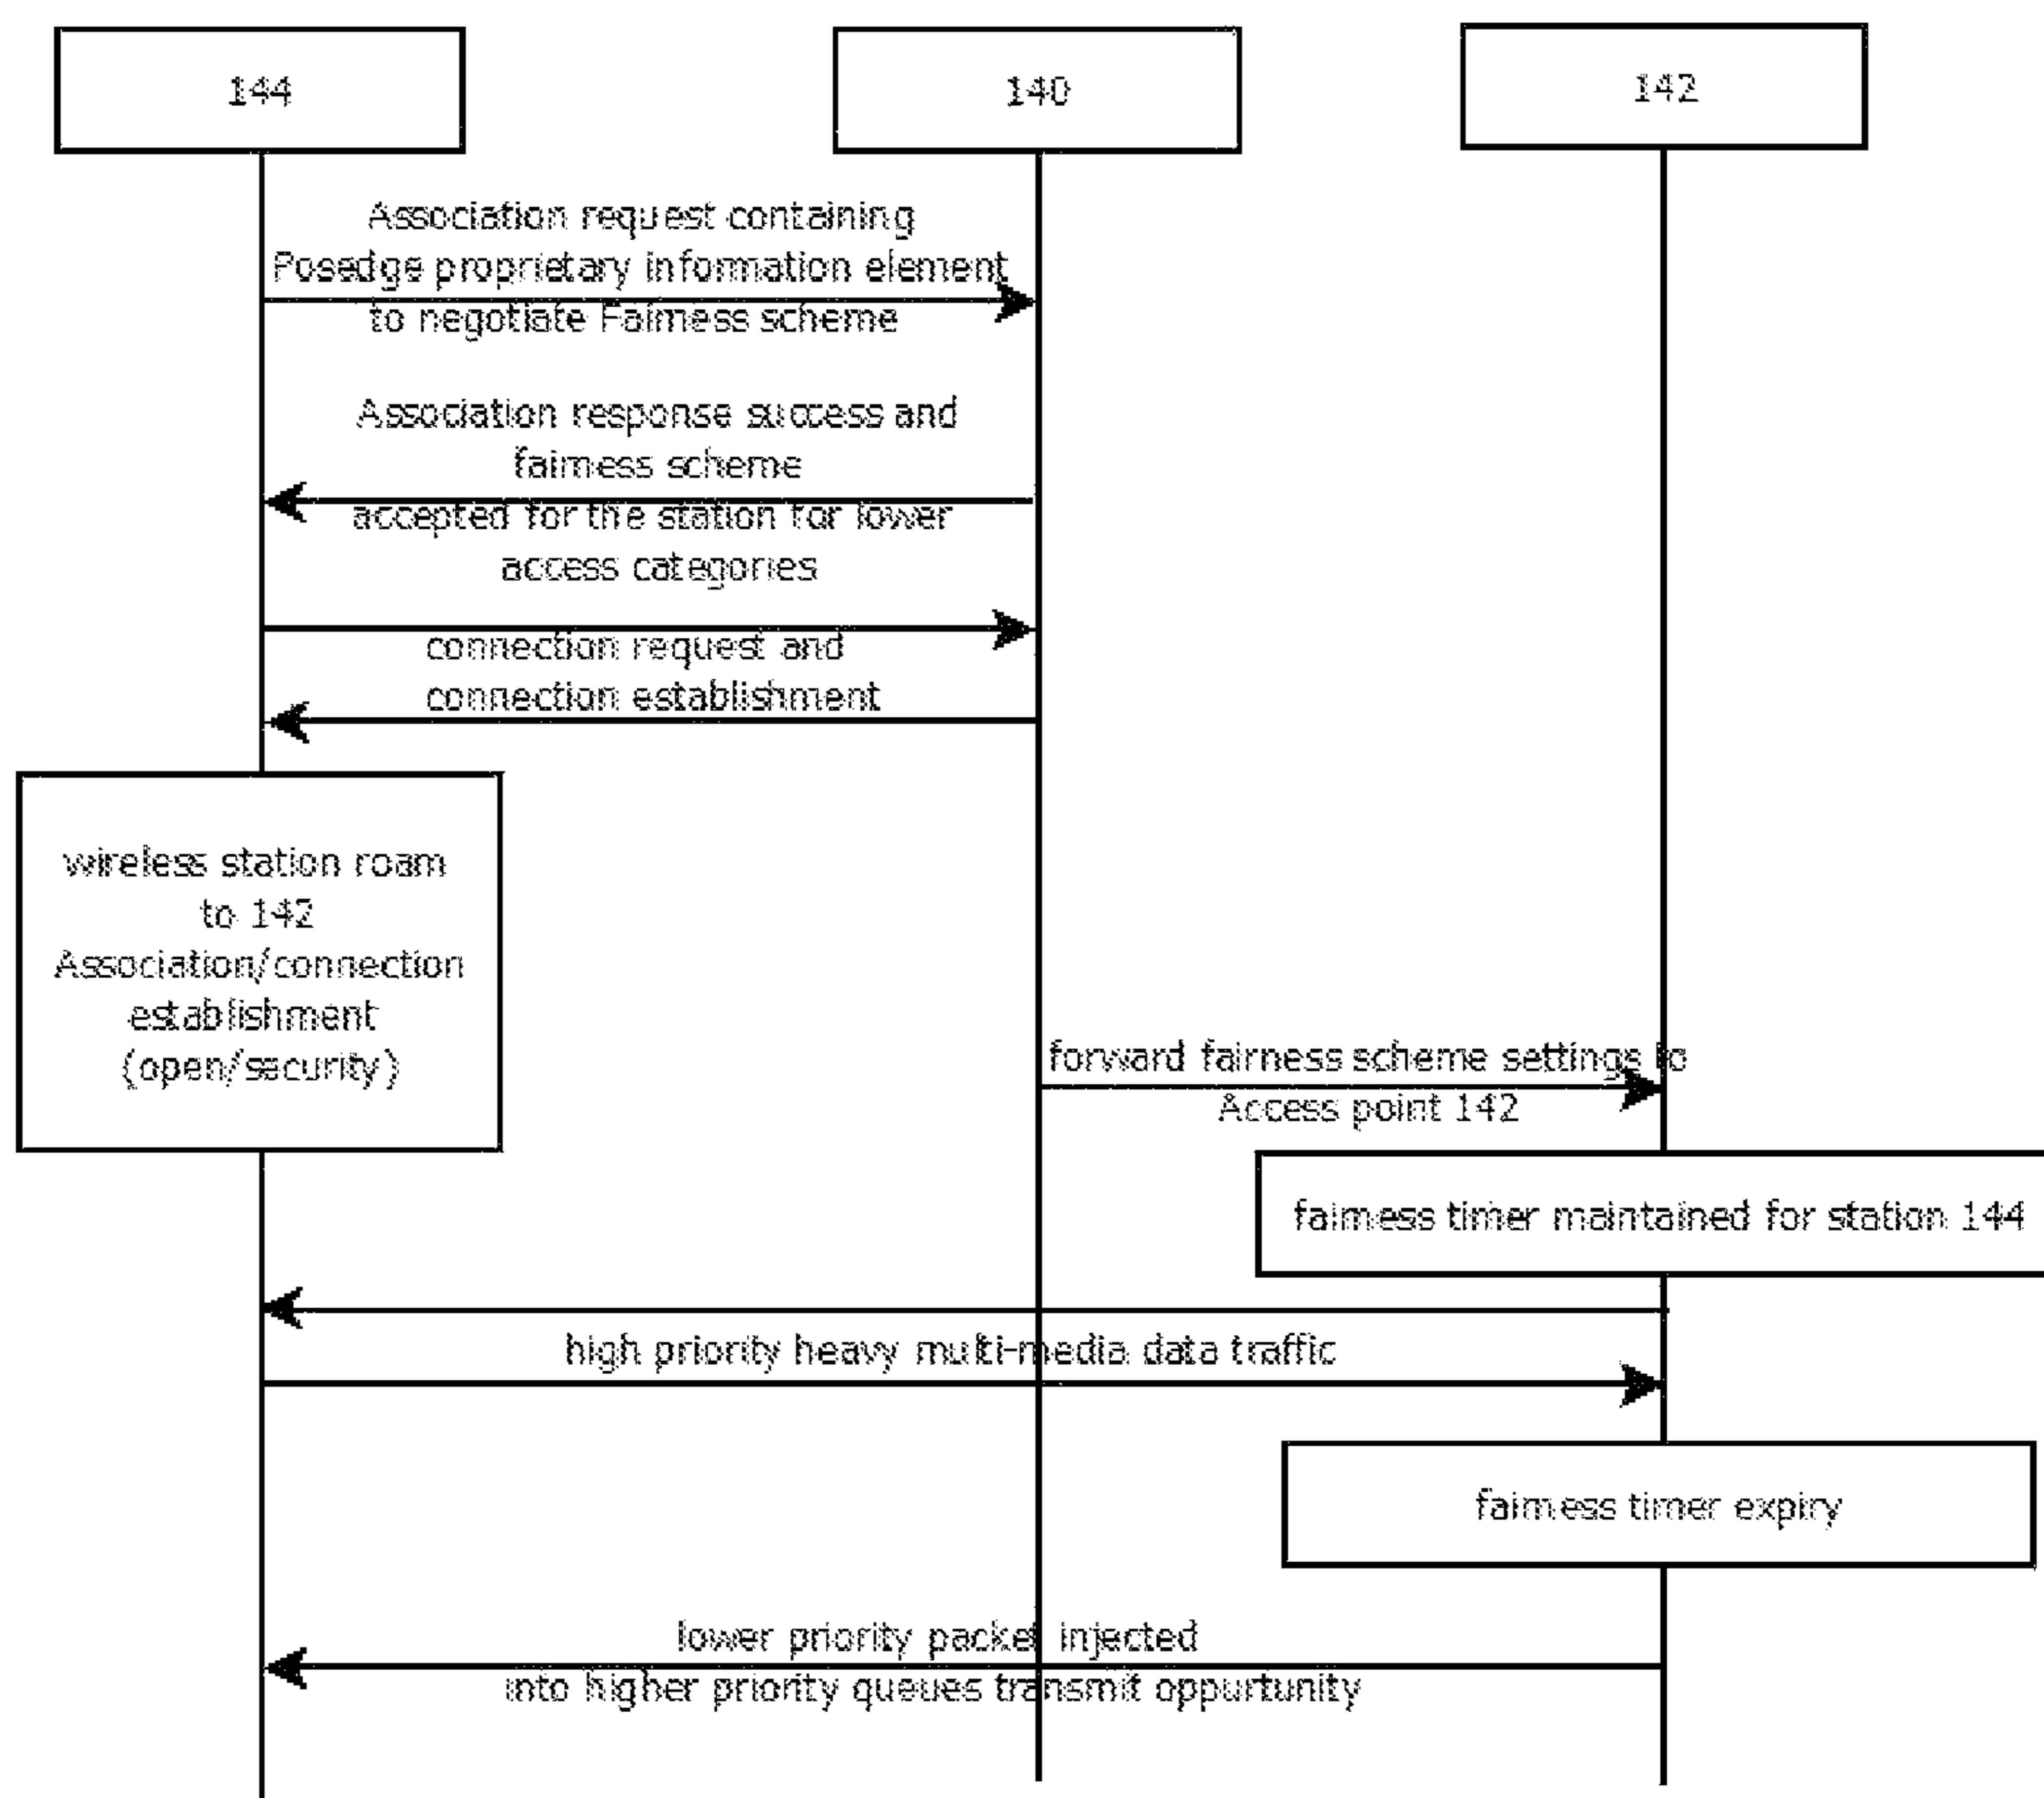 144
140
142
Association request containing
Posedge proprietary information element
to negotiate Fairness scheme
Association response success and
fairness scheme
accepted for the station for lower
access categories
connection request and
connection establishment
wireless station roam
to 142
Association/connection
establishment
(open/security)
forward fairness scheme settings to
Access point 142
fairness timer maintained for station 144
high priority heavy multi-media data traffic
fairness timer expiry
lower priority packet injected
into higher priority queues transmit oppurtunity